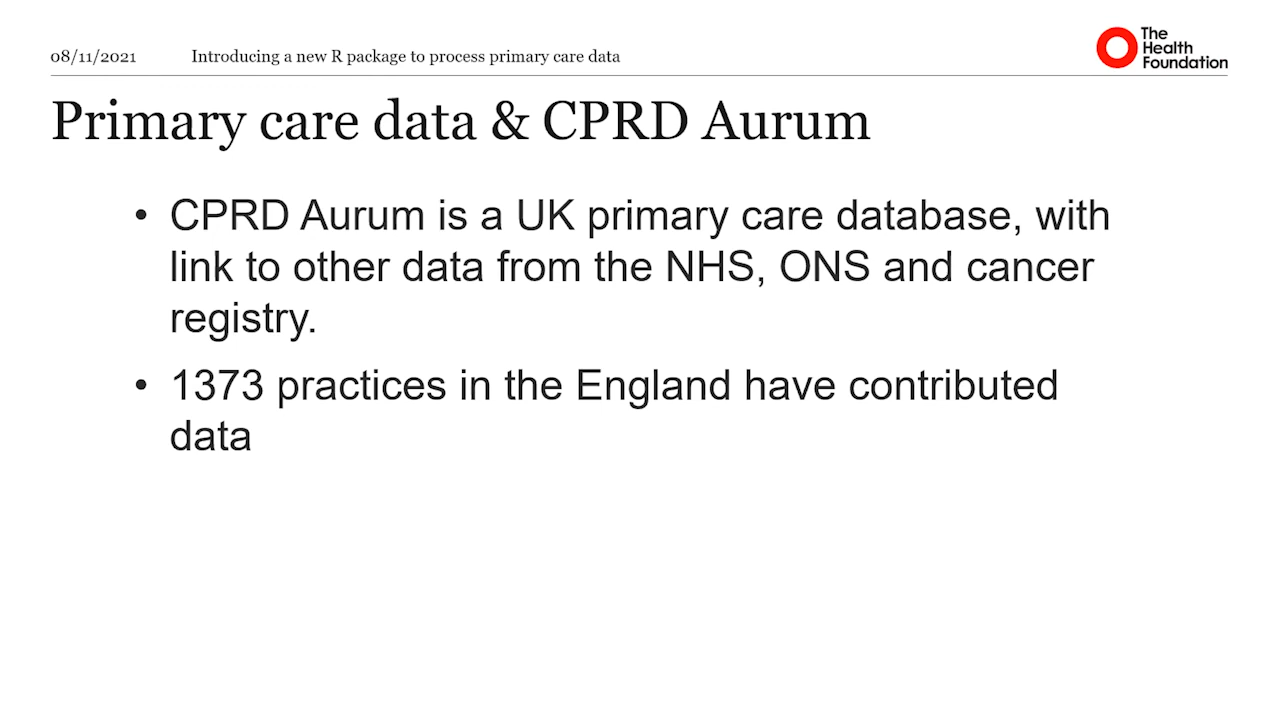 08/11/2021 Introducing a new R package to process primary care data
The
Health
Foundation
Primary care data & CPRD Aurum
• CPRD Aurum is a UK primary care database, with
link to other data from the NHS, ONS and cancer
registry.
• 1373 practices in the England have contributed
data